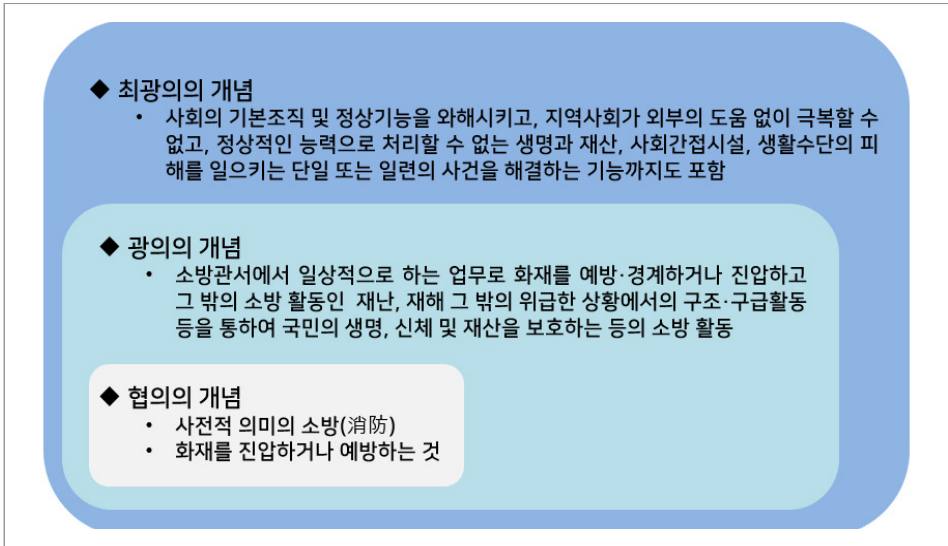 ◆ 최광의의 개념
• 사회의 기본조직 및 정상기능을 와해시키고, 지역사회가 외부의 도움 없이 극복할 수
없고, 정상적인 능력으로 처리할 수 없는 생명과 재산, 사회간접시설, 생활수단의 피
해를 일으키는 단일 또는 일련의 사건을 해결하는 기능까지도 포함
◆ 광의의 개념
• 소방관서에서 일상적으로 하는 업무로 화재를 예방·경계하거나 진압하고
그 밖의 소방 활동인 재난, 재해 그 밖의 위급한 상황에서의 구조·구급활동
등을 통하여 국민의 생명, 신체 및 재산을 보호하는 등의 소방 활동
◆ 협의의 개념
• 사전적 의미의 소방(消防)
• 화재를 진압하거나 예방하는 것